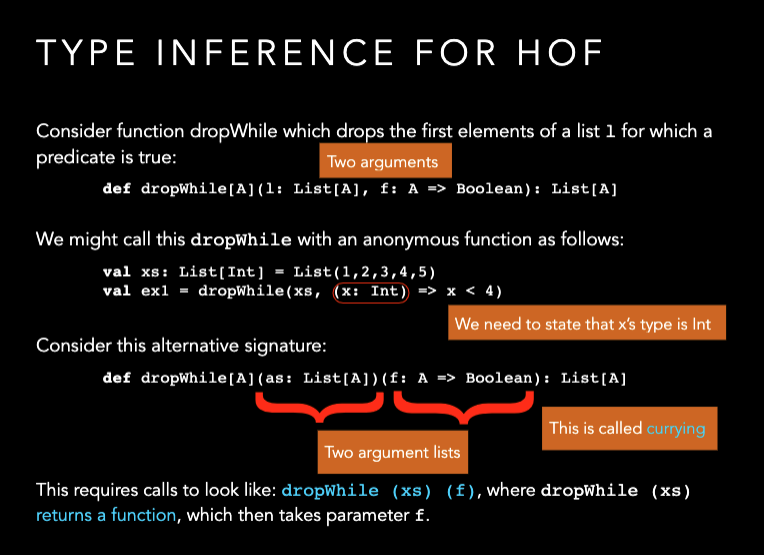 TYPE INFERENCE FOR HOF
Consider function dropWhile which drops the first elements of a list l for which a
predicate is true:
Two arguments
def dropWhile[A](l: List[A], f: A => Boolean): List[A]
We might call this dropWhile with an anonymous function as follows:
val xs: List[Int] = List(1,2,3,4,5)
val ex1 = dropWhile(xs, (x: Int) => x < 4)
We need to state that x's type is Int
Consider this alternative signature:
def dropWhile[A](as: List[A])(f: A => Boolean): List[A]
This is called currying
Two argument lists
This requires calls to look like: dropWhile (xs) (f), where dropWhile (xs)
returns a function, which then takes parameter f.